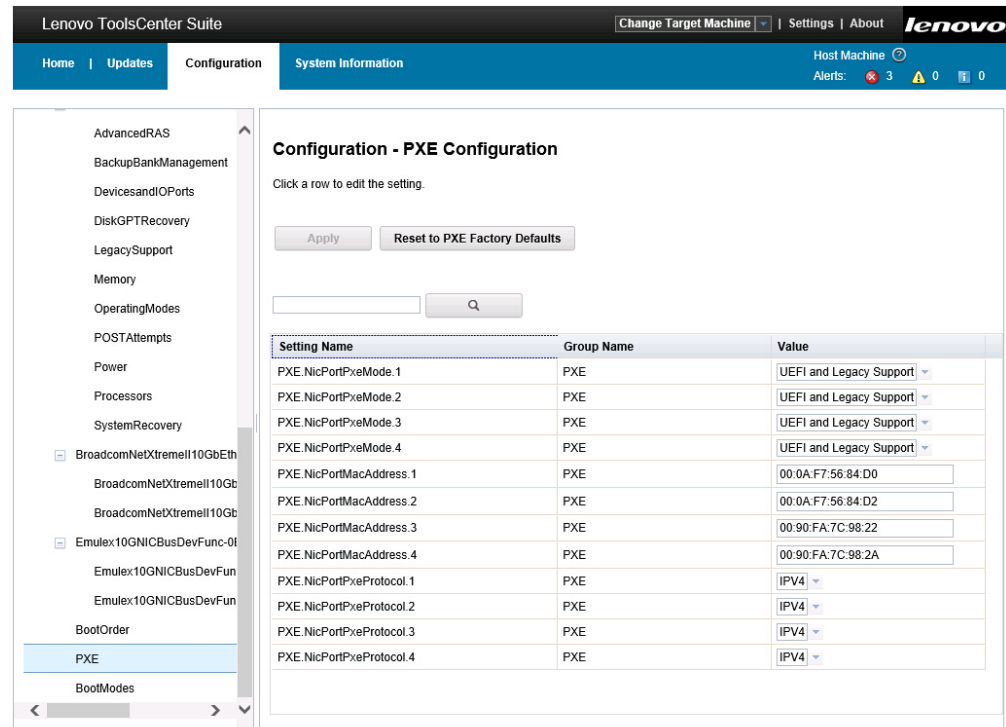 Lenovo ToolsCenter Suite
Change Target Machine | Settings | About
lenovo
Home | Updates Configuration System Information
Host Machine ?
Alerts: 3 0 0
AdvancedRAS
BackupBankManagement
DevicesandIOPorts
DiskGPTRecovery
LegacySupport
Memory
OperatingModes
POSTAttempts
Power
Processors
SystemRecovery
BroadcomNetXtremeII10GbEth
BroadcomNetXtremeII10Gb
BroadcomNetXtremeII10Gb
Emulex10GNICBusDevFunc-0
Emulex10GNICBusDevFun
Emulex10GNICBusDevFun
BootOrder
PXE
BootModes
Configuration - PXE Configuration
Click a row to edit the setting.
Apply Reset to PXE Factory Defaults
Setting Name Group Name Value
PXE.NicPortPxeMode.1 PXE UEFI and Legacy Support
PXE.NicPortPxeMode.2 PXE UEFI and Legacy Support
PXE.NicPortPxeMode.3 PXE UEFI and Legacy Support
PXE.NicPortPxeMode.4 PXE UEFI and Legacy Support
PXE.NicPortMacAddress.1 PXE 00:0A:F7:56:84:D0
PXE.NicPortMacAddress.2 PXE 00:0A:F7:56:84:D2
PXE.NicPortMacAddress.3 PXE 00:90:FA:7C:98:22
PXE.NicPortMacAddress.4 PXE 00:90:FA:7C:98:2A
PXE.NicPortPxeProtocol.1 PXE IPV4
PXE.NicPortPxeProtocol.2 PXE IPV4
PXE.NicPortPxeProtocol.3 PXE IPV4
PXE.NicPortPxeProtocol.4 PXE IPV4